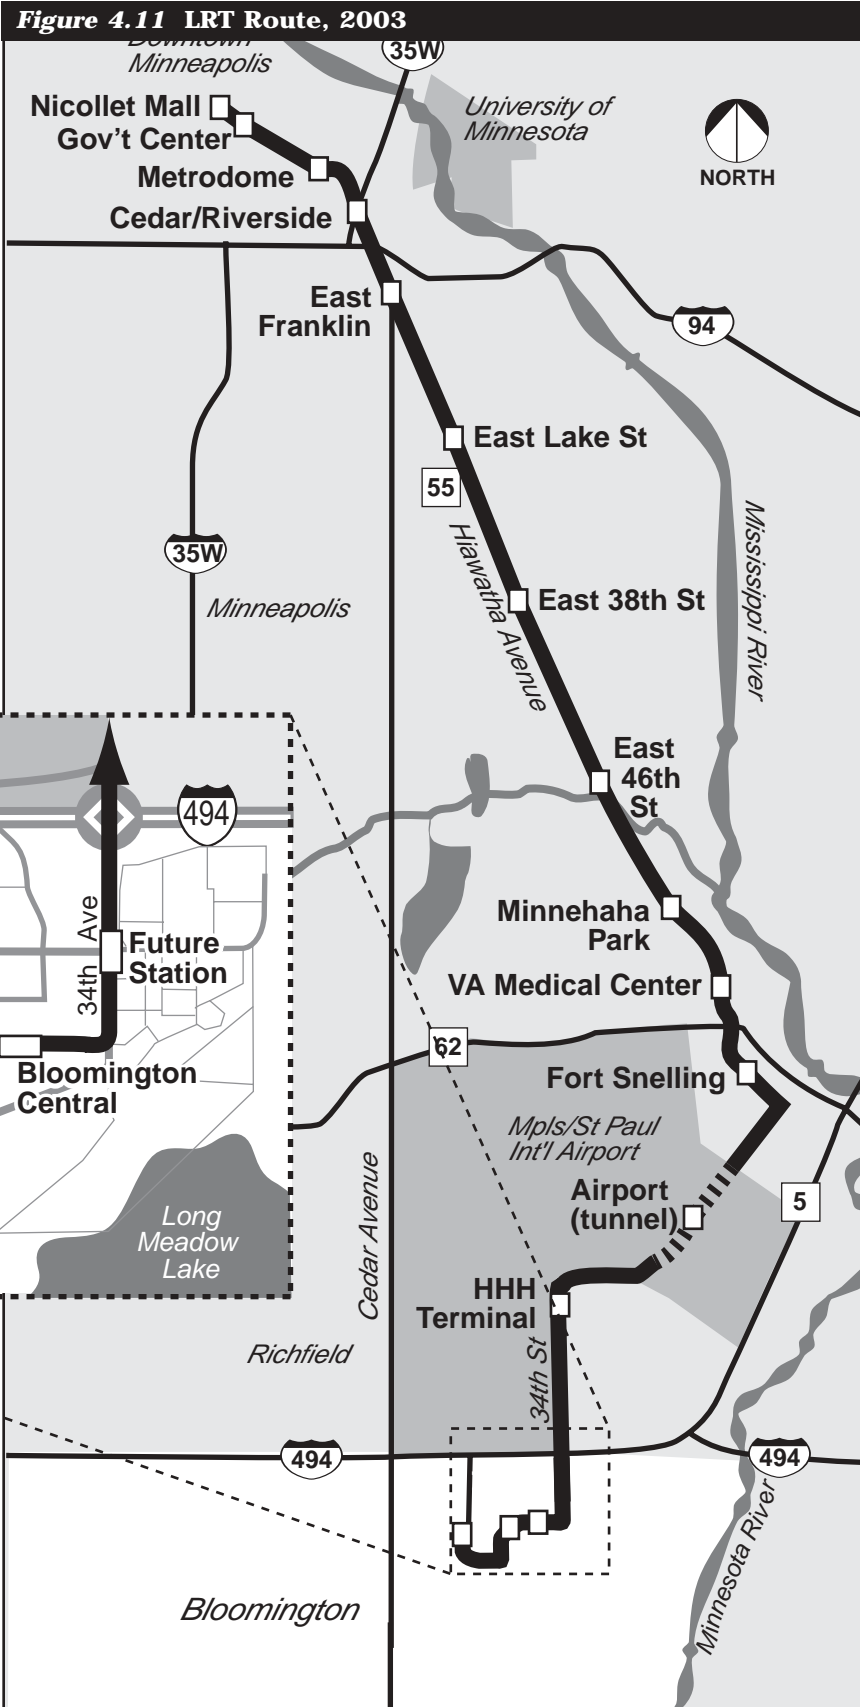 Figure 4.11 LRT Route, 2003
Downtown
Minneapolis
35W
University of
Minnesota
NORTH
Nicollet Mall
Gov't Center
Metrodome
Cedar/Riverside
East
Franklin
94
East Lake St
55
Hiawatha Avenue
35W
Minneapolis
East 38th St
Mississippi River
East
46th
St
494
34th Ave
Future
Station
Bloomington
Central
Long
Meadow
Lake
Minnehaha
Park
VA Medical Center
62
Fort Snelling
Mpls/St Paul
Int'l Airport
Airport
(tunnel)
5
Cedar Avenue
HHH
Terminal
34th St
Richfield
494
494
Minnesota River
Bloomington